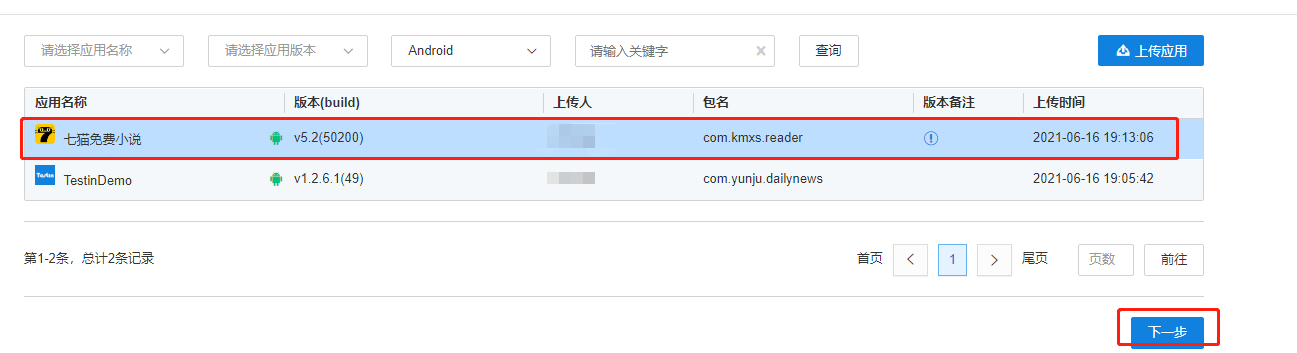 请选择应用名称 请选择应用版本 Android 请输入关键字 查询 上传应用
应用名称 版本(build) 上传人 包名 版本备注 上传时间
七猫免费小说 v5.2(50200) com.kmxs.reader 2021-06-16 19:13:06
Testin TestinDemo v1.2.6.1(49) com.yunju.dailynews 2021-06-16 19:05:42
第1-2条，总计2条记录 首页 1 尾页 页数 前往
下一步